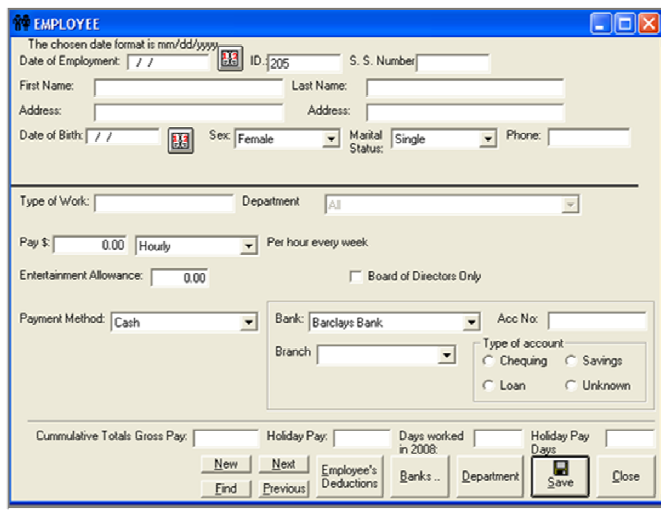 EMPLOYEE
The chosen date format is mm/dd/yyyy
Date of Employment: / / ID.: 205 S. S. Number
First Name: Last Name:
Address: Address:
Date of Birth: / / Sex: Female Marital Status: Single Phone:
Type of Work: Department All
Pay $: 0.00 Hourly Per hour every week
Entertainment Allowance: 0.00 Board of Directors Only
Payment Method: Cash Bank: Barclays Bank Acc No:
Branch Type of account
Chequing Savings
Loan Unknown
Cummulative Totals Gross Pay: Holiday Pay: Days worked in 2008: Holiday Pay Days
New Next Employee's Deductions Banks .. Department Save Close
Find Previous